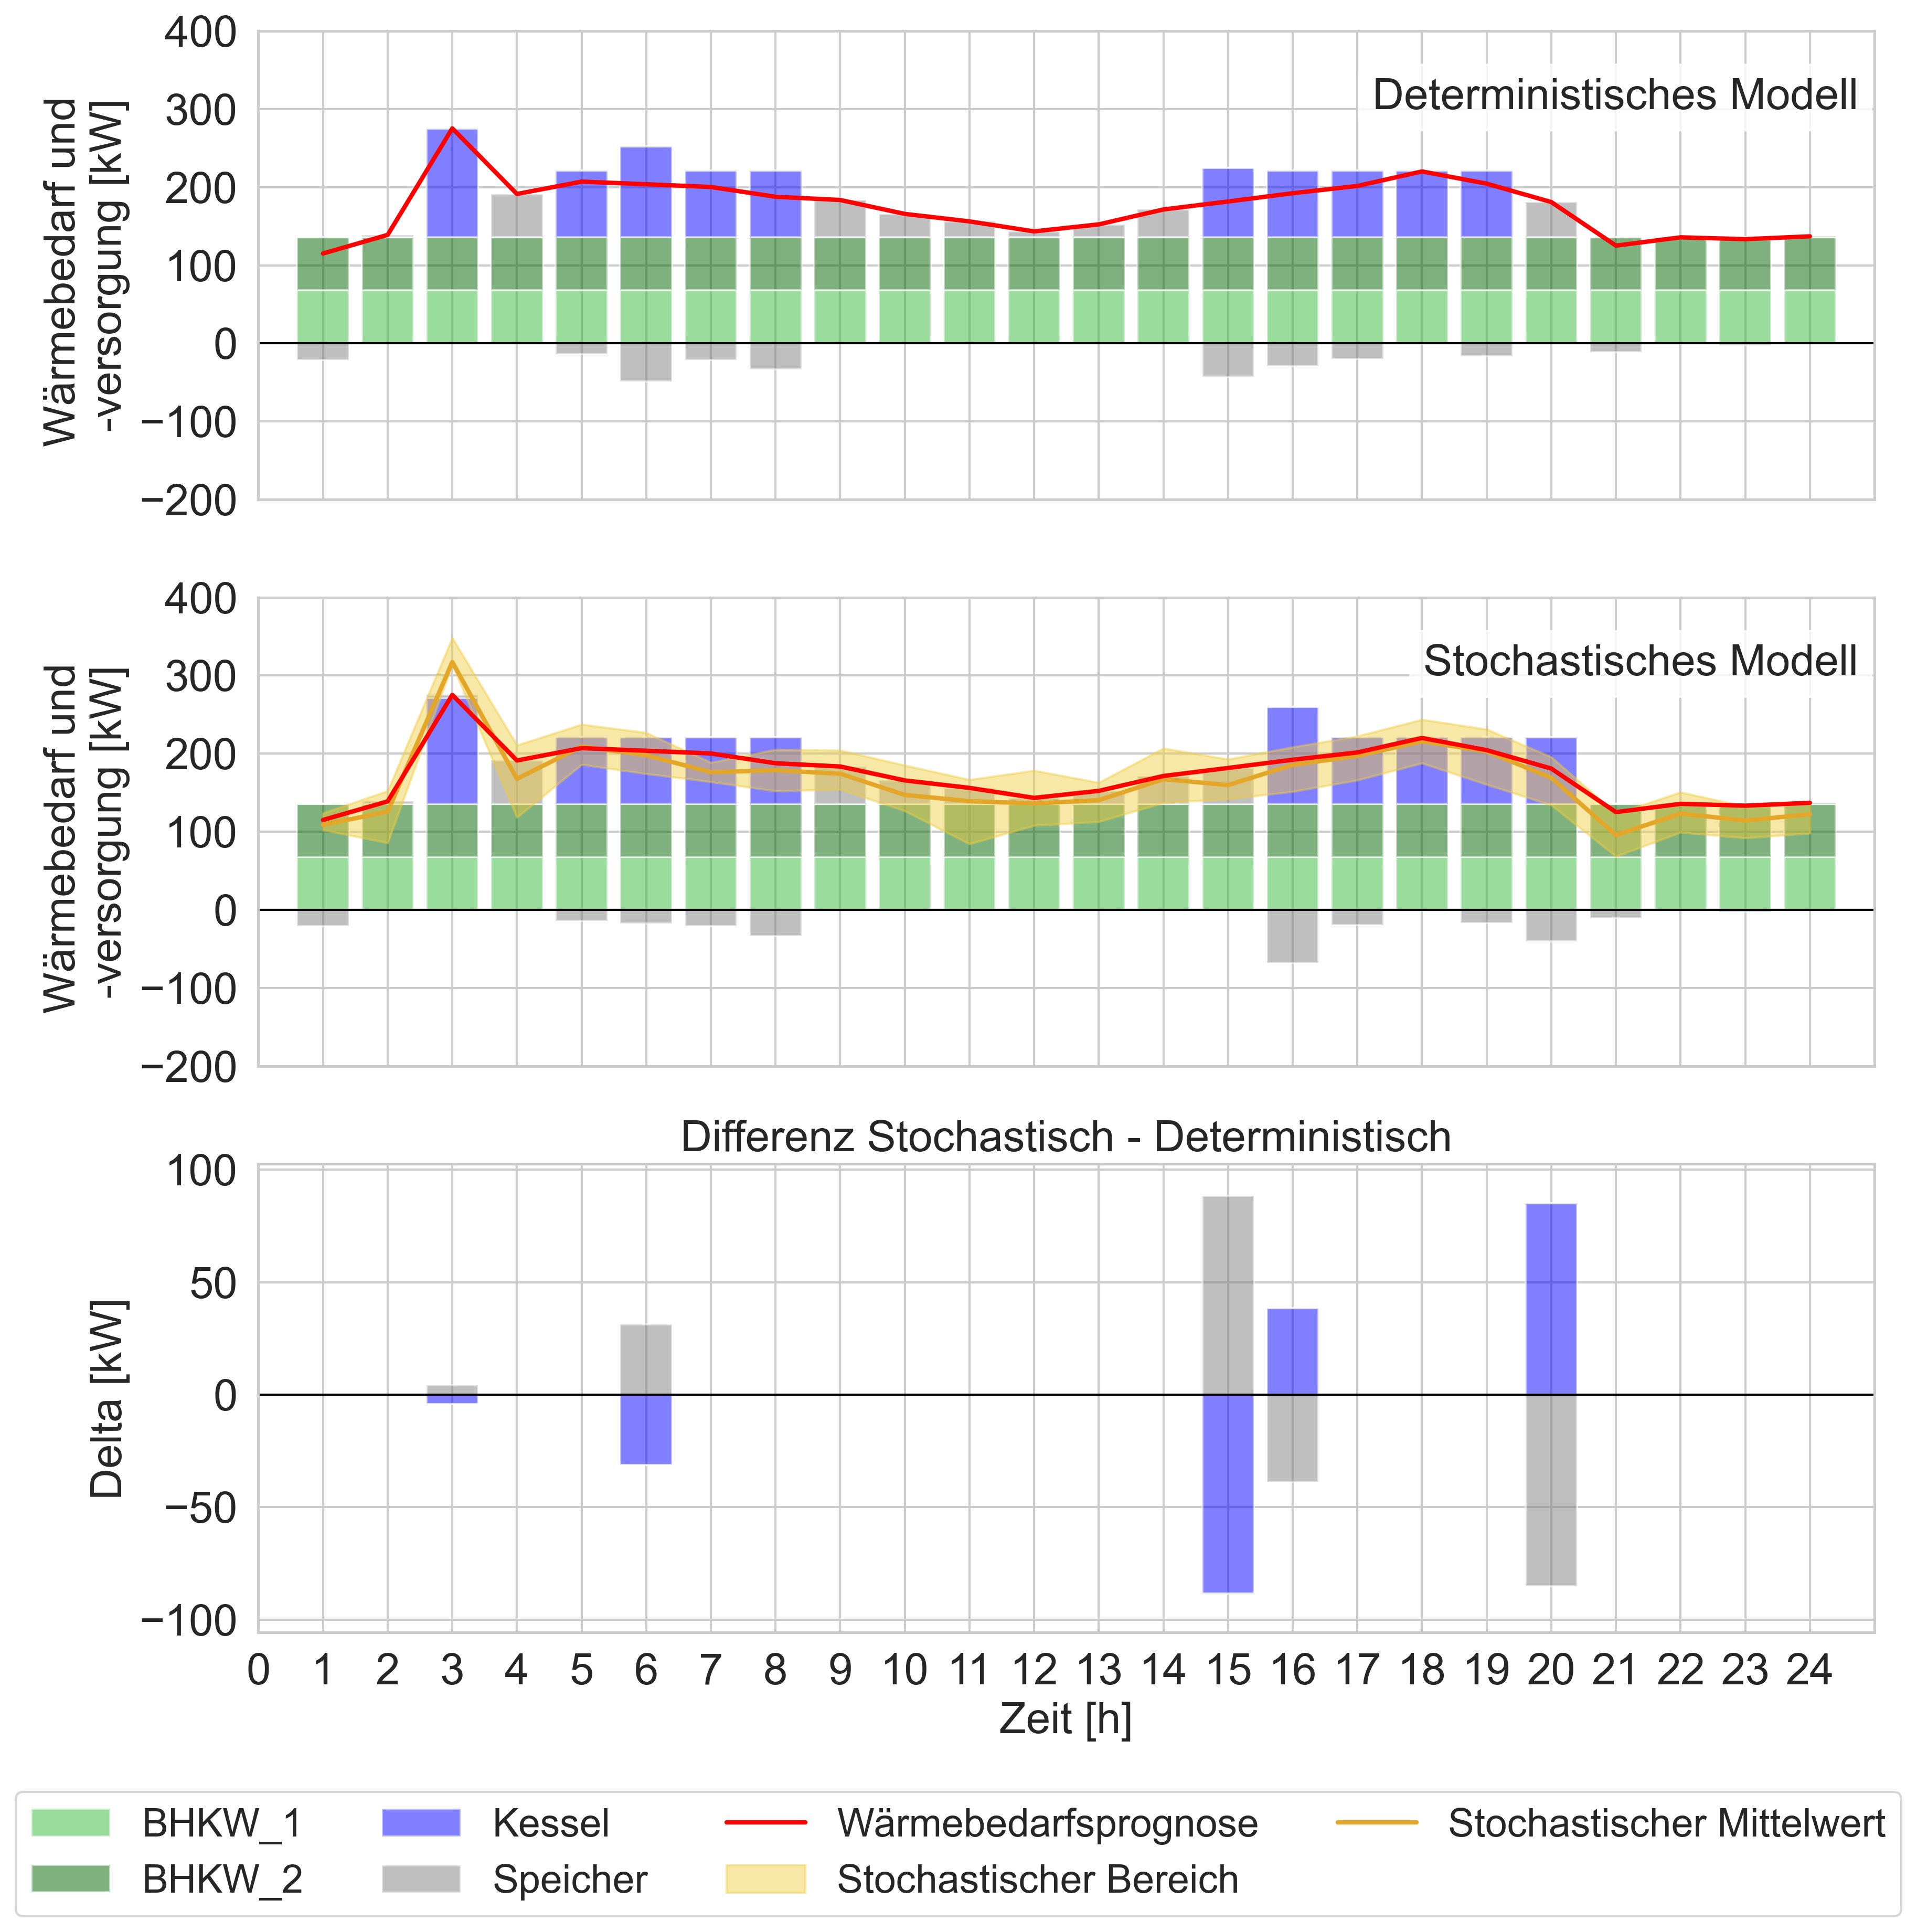 Wärmebedarf und
-versorgung [kW]
400
300
200
100
0
−100
−200
Deterministisches Modell
Wärmebedarf und
-versorgung [kW]
400
300
200
100
0
−100
−200
Stochastisches Modell
Differenz Stochastisch - Deterministisch
Delta [kW]
100
50
0
−50
−100
0 1 2 3 4 5 6 7 8 9 10 11 12 13 14 15 16 17 18 19 20 21 22 23 24
Zeit [h]
BHKW_1 Kessel Wärmebedarfsprognose Stochastischer Mittelwert
BHKW_2 Speicher Stochastischer Bereich